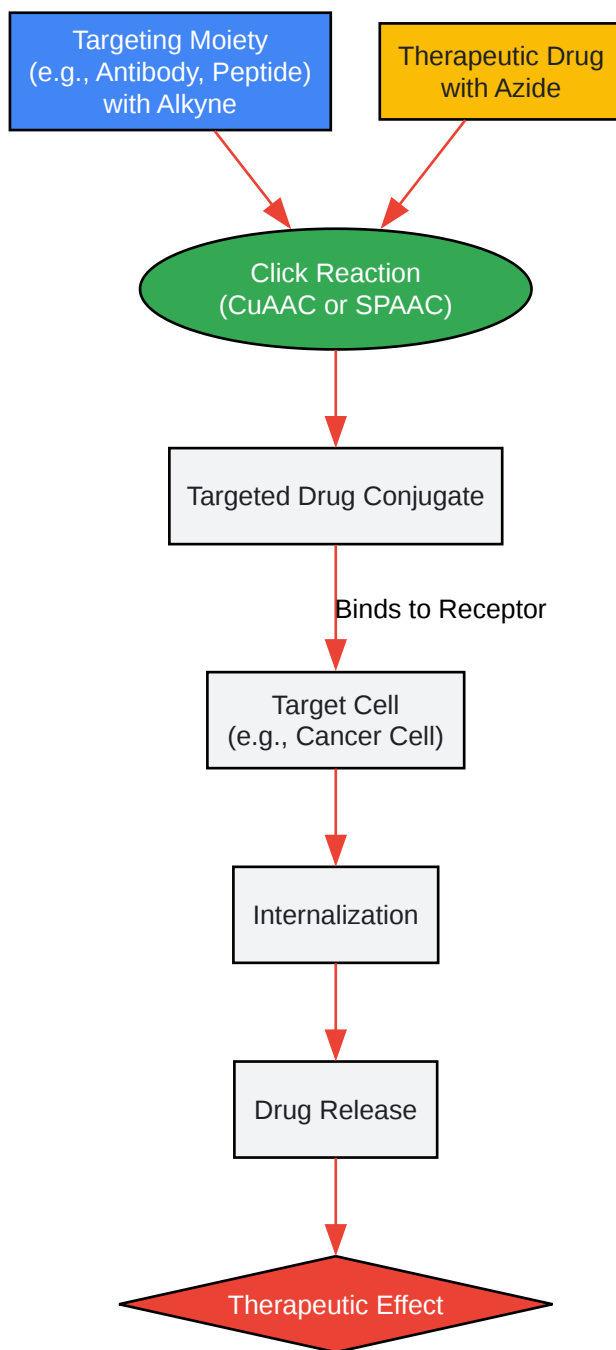 Targeting Moiety
(e.g., Antibody, Peptide)
with Alkyne
Therapeutic Drug
with Azide
Click Reaction
(CuAAC or SPAAC)
Targeted Drug Conjugate
Binds to Receptor
Target Cell
(e.g., Cancer Cell)
Internalization
Drug Release
Therapeutic Effect